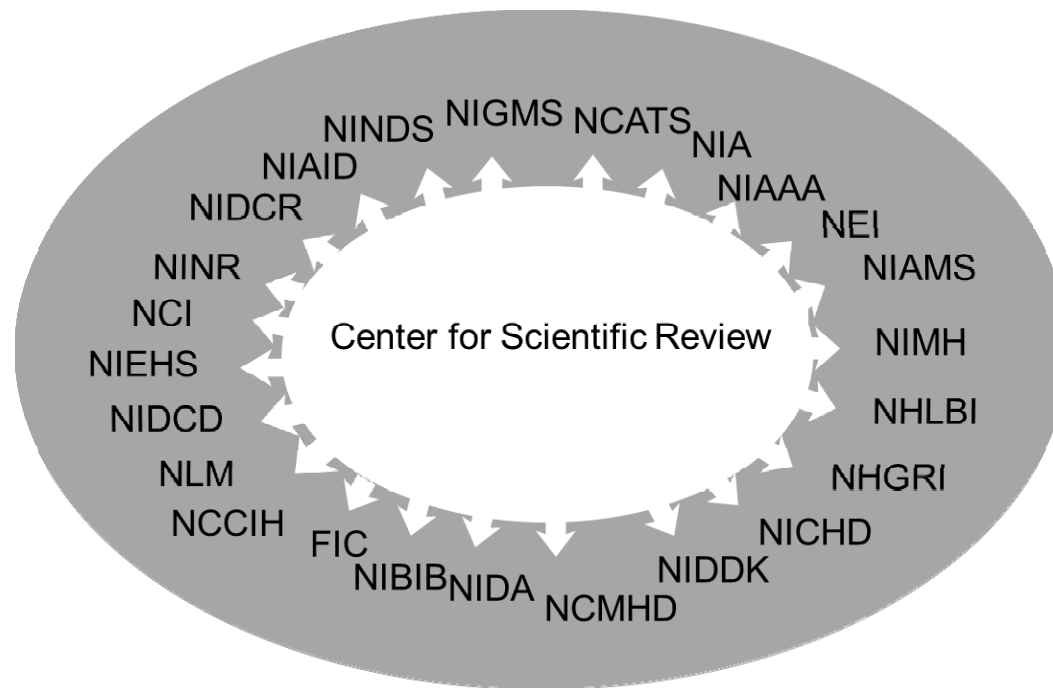 NIGMS
NCATS
NINDS
NIA
NIAID
NIAAA
NIDCR
NEI
NINR
NIAMS
NCI
Center for Scientific Review
NIMH
NIEHS
NIDCD
NHLBI
NLM
NHGRI
NCCIH
NICHD
FIC
NIDDK
NIBIB
NIDA
NCMHD